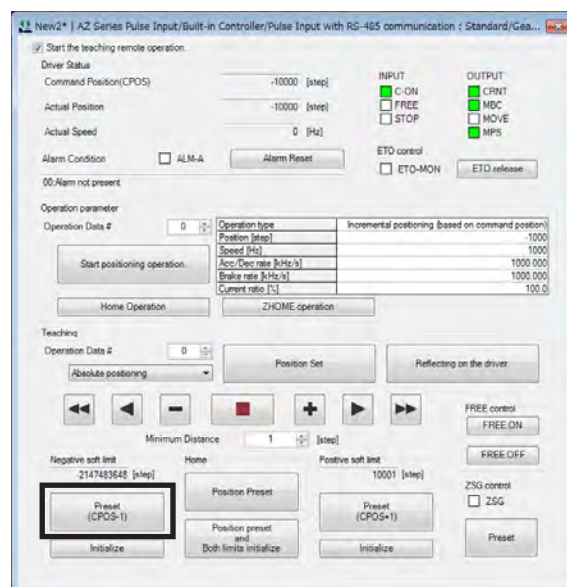 New2* | AZ Series Pulse Input/Built-in Controller/Pulse Input with RS-485 communication : Standard/Gea...
Start the teaching remote operation.
Driver Status
Command Position(CPOS) -10000 [step]
Actual Position -10000 [step]
Actual Speed 0 [Hz]
INPUT
C-ON
FREE
STOP
OUTPUT
CRNT
MBC
MOVE
MPS
Alarm Condition ALM-A Alarm Reset
ETO control
ETO-MON ETO release
00:Alarm not present
Operation parameter
Operation Data # 0
Start positioning operation.
Operation type Incremental positioning (based on command position)
Position [step] -1000
Speed [Hz] 1000
Acc/Dec rate [kHz/s] 1000.000
Brake rate [kHz/s] 1000.000
Current ratio [%] 100.0
Home Operation ZHOME operation
Teaching
Operation Data # 0
Absolute positioning
Position Set Reflecting on the driver
Minimum Distance 1 [step]
FREE control
FREE ON
FREE OFF
Negative soft limit Home Positive soft limit
-2147483648 [step] 10001 [step]
Preset
(CPOS-1)
Initialize
Position Preset
Position preset
and
Both limits initialize
Preset
(CPOS+1)
Initialize
ZSG control
ZSG
Preset